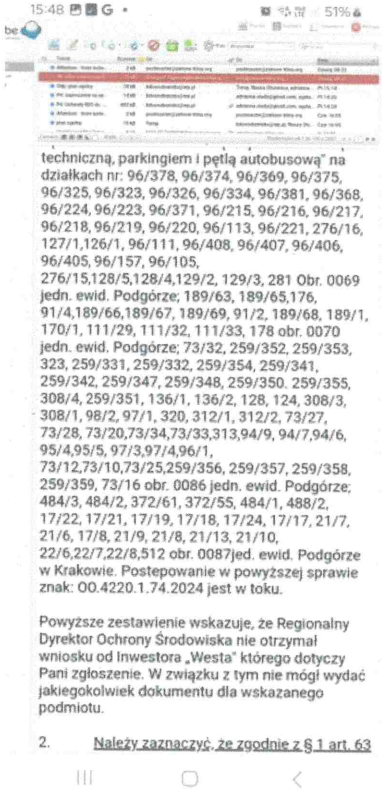 15:48 51%
techniczną, parkingiem i pętlą autobusową" na
działkach nr: 96/378, 96/374, 96/369, 96/375,
96/325, 96/323, 96/326, 96/334, 96/381, 96/368,
96/224, 96/223, 96/371, 96/215, 96/216, 96/217,
96/218, 96/219, 96/220, 96/113, 96/221, 276/16,
127/1,126/1, 96/111, 96/408, 96/407, 96/406,
96/405, 96/157, 96/105,
276/15,128/5,128/4,129/2, 129/3, 281 Obr. 0069
jedn. ewid. Podgórze; 189/63, 189/65,176,
91/4,189/66,189/67, 189/69, 91/2, 189/68, 189/1,
170/1, 111/29, 111/32, 111/33, 178 obr. 0070
jedn. ewid. Podgórze; 73/32, 259/352, 259/353,
323, 259/331, 259/332, 259/354, 259/341,
259/342, 259/347, 259/348, 259/350. 259/355,
308/4, 259/351, 136/1, 136/2, 128, 124, 308/3,
308/1, 98/2, 97/1, 320, 312/1, 312/2, 73/27,
73/28, 73/20,73/34,73/33,313,94/9, 94/7,94/6,
95/4,95/5, 97/3,97/4,96/1,
73/12,73/10,73/25,259/356, 259/357, 259/358,
259/359, 73/16 obr. 0086 jedn. ewid. Podgórze;
484/3, 484/2, 372/61, 372/55, 484/1, 488/2,
17/22, 17/21, 17/19, 17/18, 17/24, 17/17, 21/7,
21/6, 17/8, 21/9, 21/8, 21/13, 21/10,
22/6,22/7,22/8,512 obr. 0087jed. ewid. Podgórze
w Krakowie. Postepowanie w powyższej sprawie
znak: OO.4220.1.74.2024 jest w toku.
Powyższe zestawienie wskazuje, że Regionalny
Dyrektor Ochrony Środowiska nie otrzymał
wniosku od Inwestora „Westa" którego dotyczy
Pani zgłoszenie. W związku z tym nie mógł wydać
jakiegokolwiek dokumentu dla wskazanego
podmiotu.
2. Należy zaznaczyć, że zgodnie z § 1 art. 63